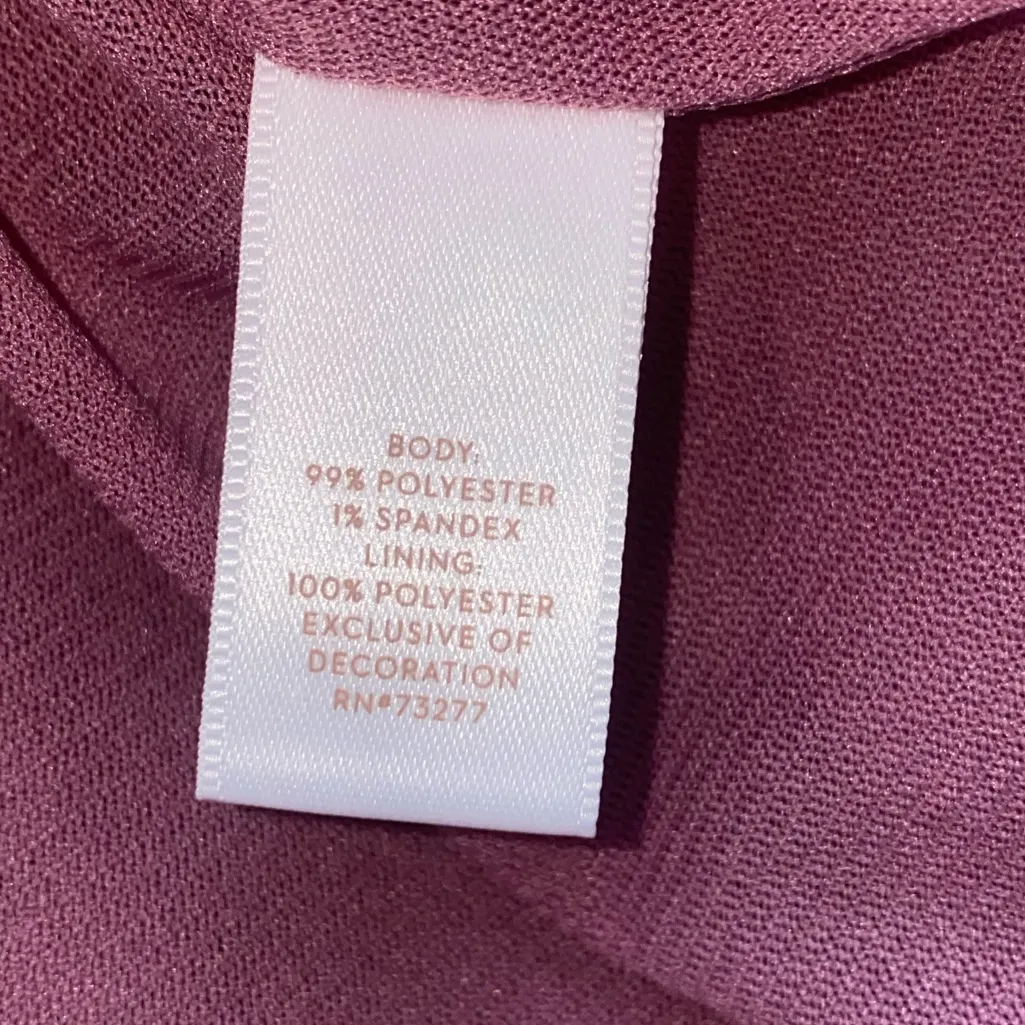 BODY:
99% POLYESTER
1% SPANDEX
LINING:
100% POLYESTER
EXCLUSIVE OF
DECORATION
RN#73277